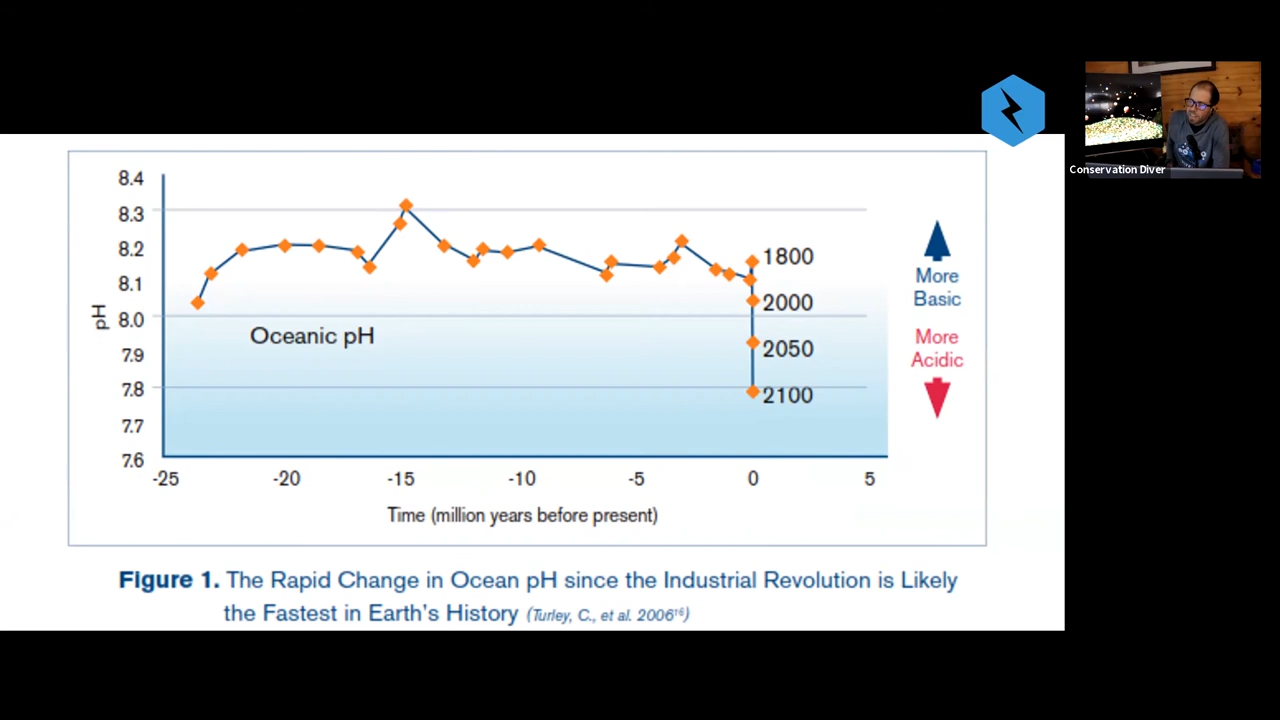 Conservation Diver
8.4
8.3
8.2
8.1
8.0
7.9
7.8
7.7
7.6
pH
Oceanic pH
1800
2000
2050
2100
More
Basic
More
Acidic
-25
-20
-15
-10
-5
0
5
Time (million years before present)
Figure 1. The Rapid Change in Ocean pH since the Industrial Revolution is Likely
the Fastest in Earth's History (Turley, C., et al. 2006¹⁶)